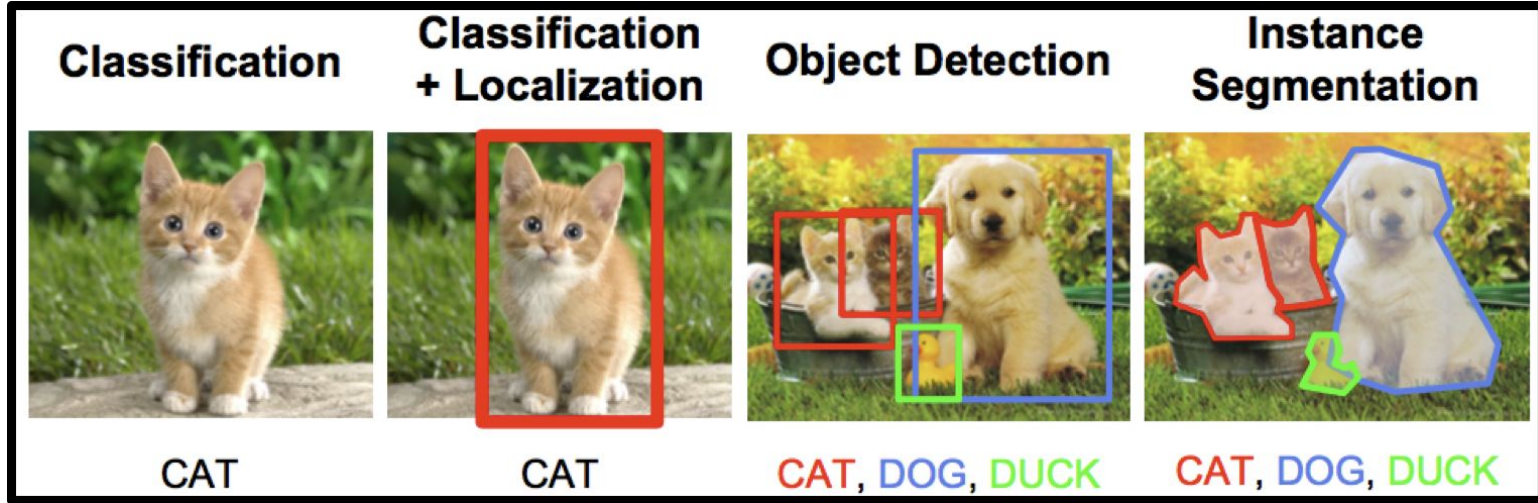 Classification
Classification
+ Localization
Object Detection
Instance
Segmentation
CAT
CAT
CAT, DOG, DUCK
CAT, DOG, DUCK